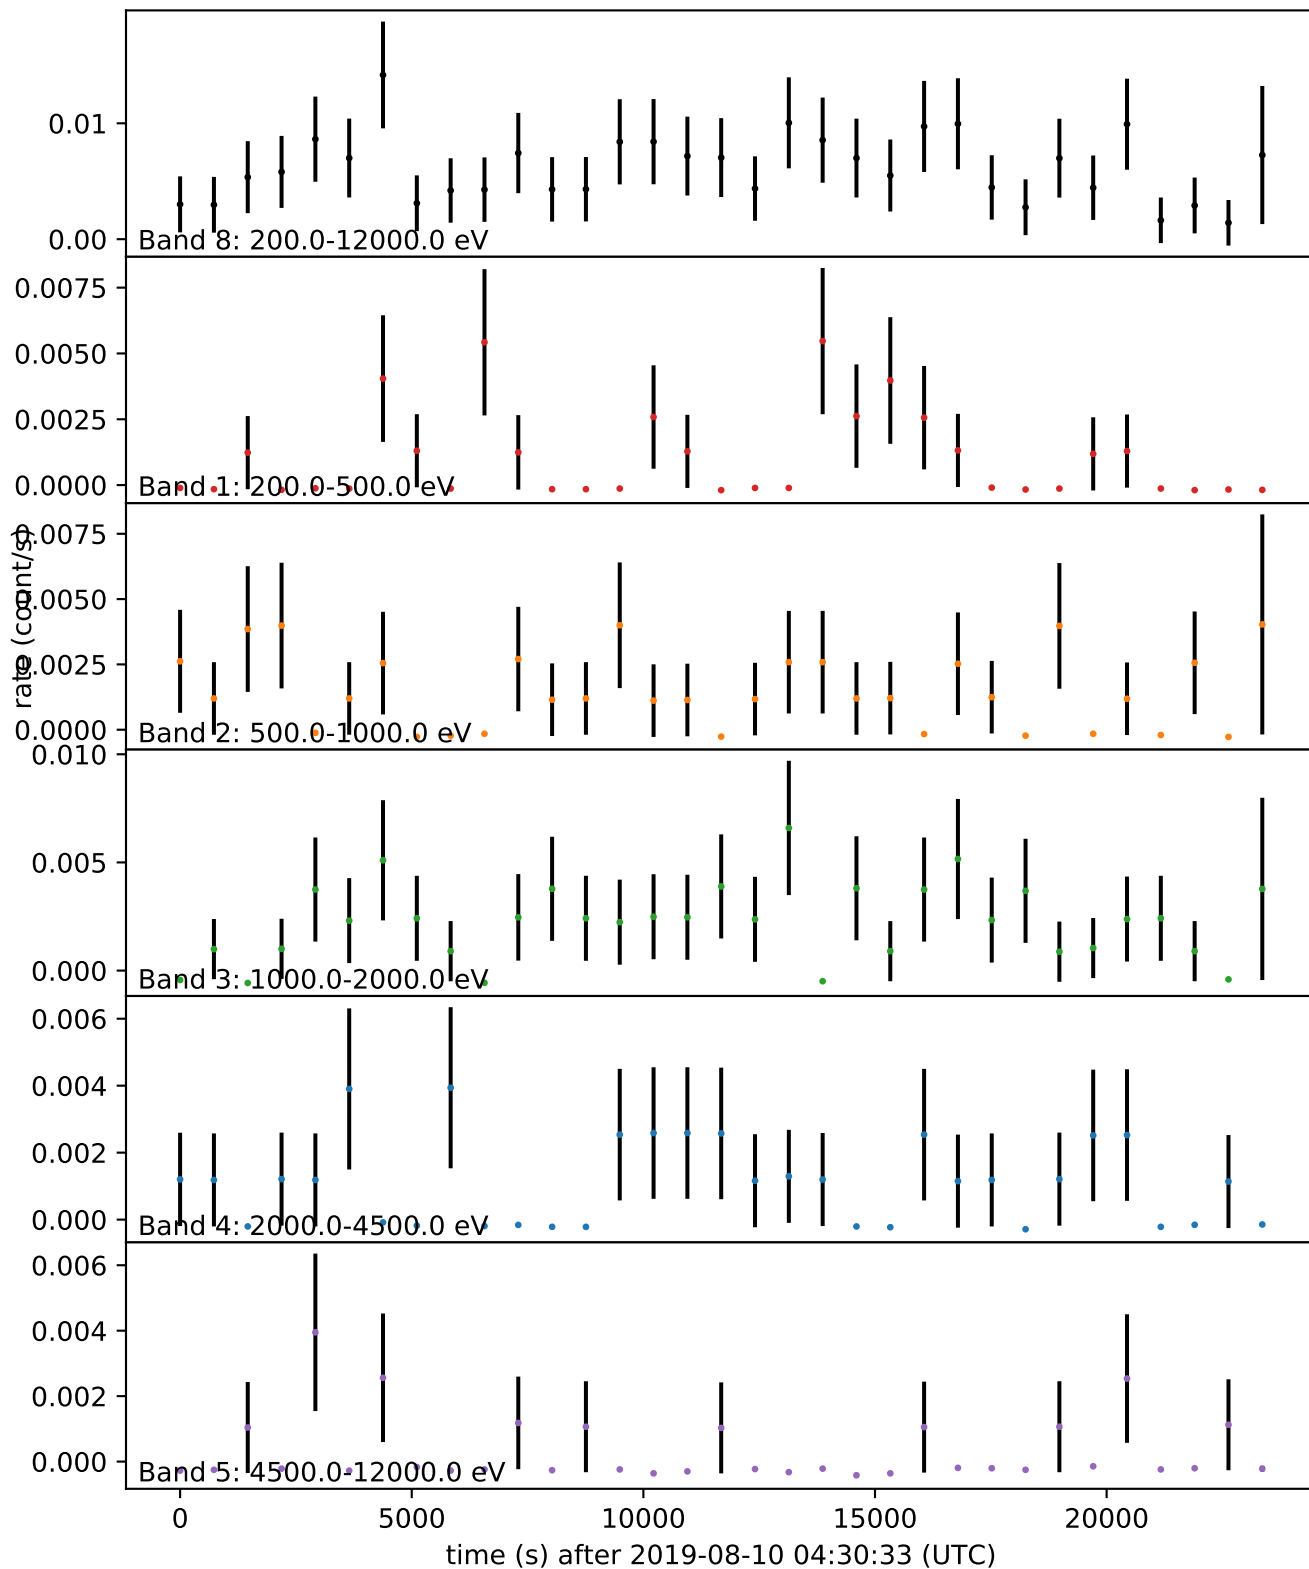 0.01
0.00
Band 8: 200.0-12000.0 eV
0.0075
0.0050
0.0025
0.0000
Band 1: 200.0-500.0 eV
rate (count/s)
0.0075
0.0050
0.0025
0.0000
Band 2: 500.0-1000.0 eV
0.010
0.005
0.000
Band 3: 1000.0-2000.0 eV
0.006
0.004
0.002
0.000
Band 4: 2000.0-4500.0 eV
0.006
0.004
0.002
0.000
Band 5: 4500.0-12000.0 eV
0 5000 10000 15000 20000
time (s) after 2019-08-10 04:30:33 (UTC)